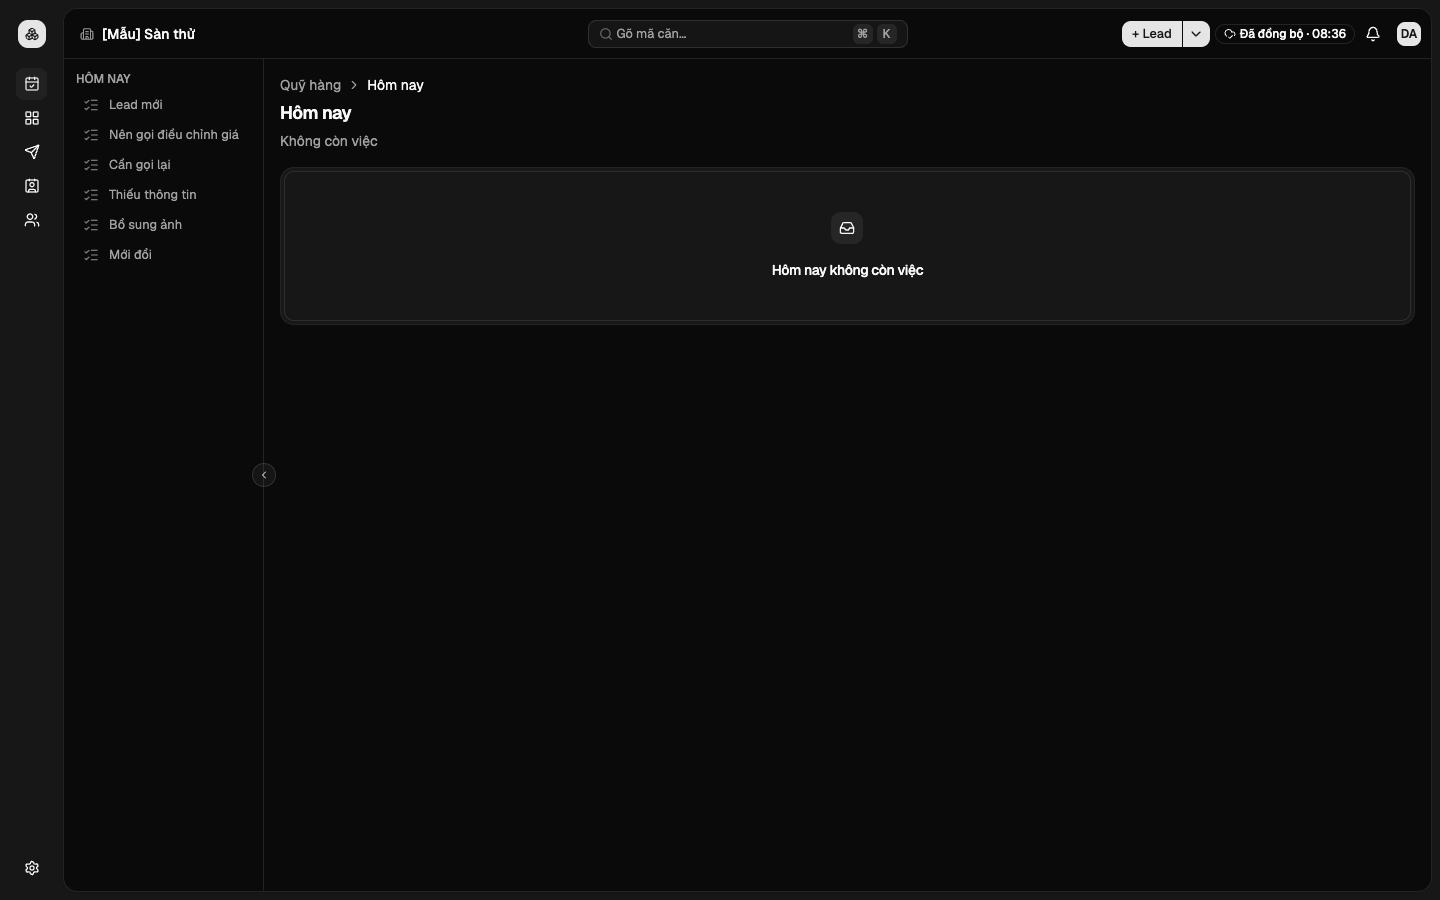 [Mẫu] Sàn thử
Gõ mã căn...
⌘ K
+ Lead
Đã đồng bộ · 08:36
DA
HÔM NAY
Lead mới
Nên gọi điều chỉnh giá
Cần gọi lại
Thiếu thông tin
Bổ sung ảnh
Mới đổi
Quỹ hàng > Hôm nay
Hôm nay
Không còn việc
Hôm nay không còn việc